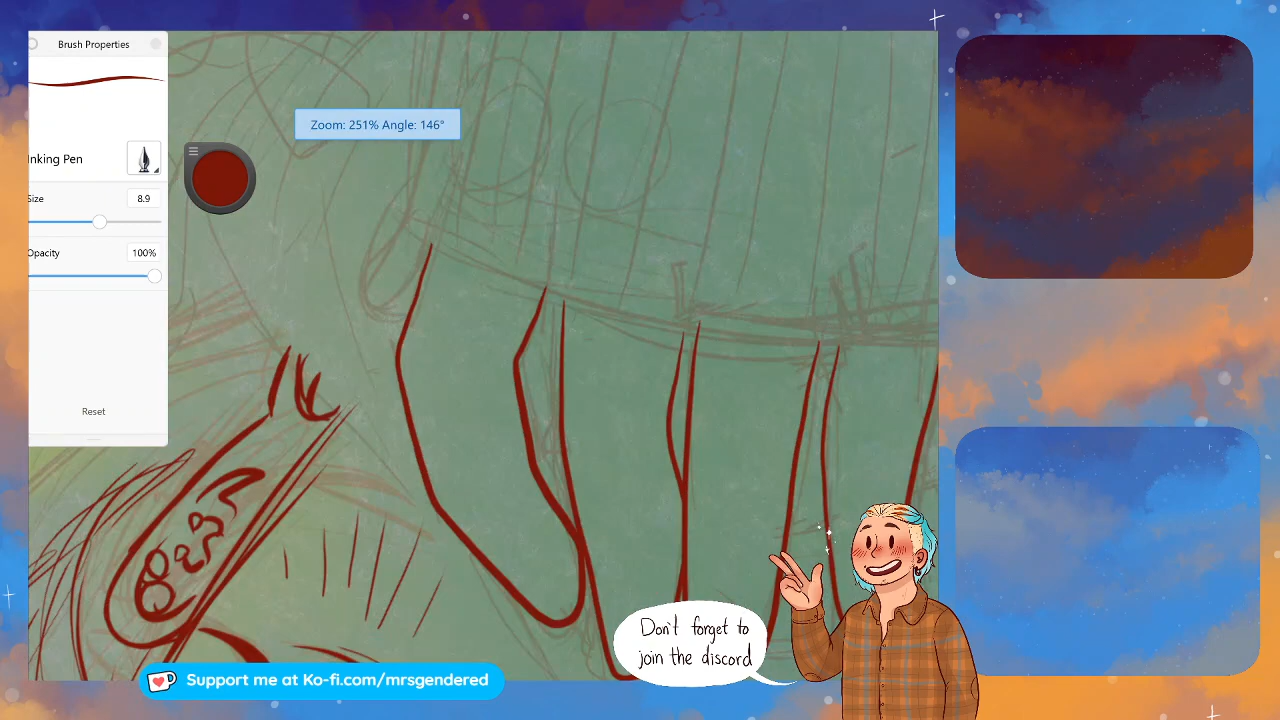 Brush Properties
Zoom: 251% Angle: 146°
nking Pen
Size
8.9
Opacity
100%
Reset
Don't forget to
join the discord
Support me at Ko-fi.com/mrsgendered